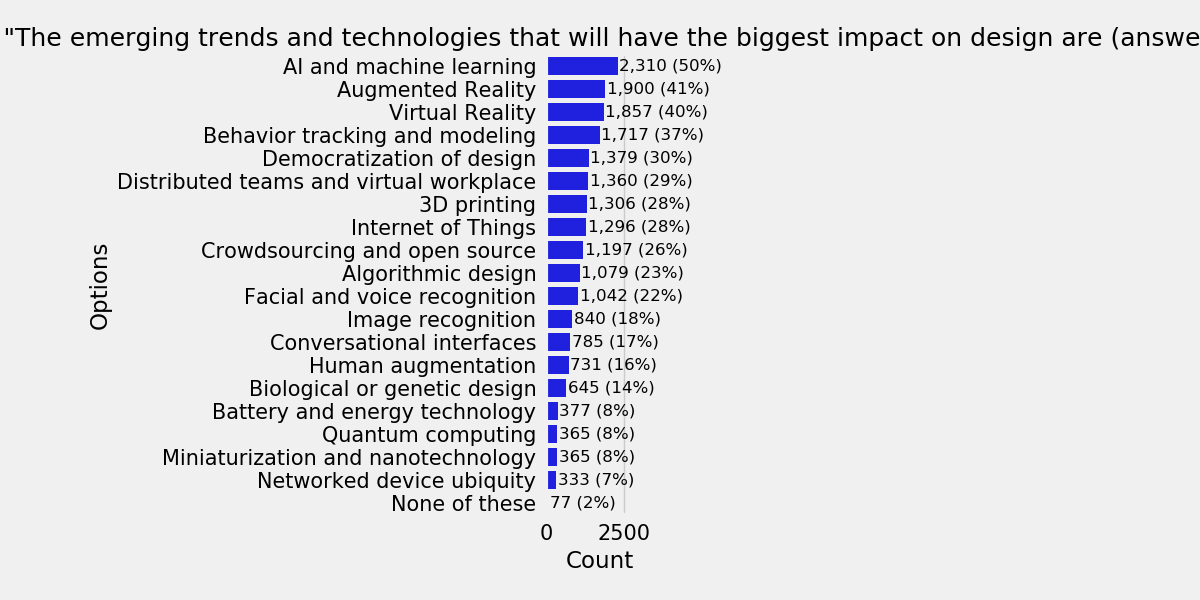 "The emerging trends and technologies that will have the biggest impact on design are (answe
AI and machine learning 2,310 (50%)
Augmented Reality 1,900 (41%)
Virtual Reality 1,857 (40%)
Behavior tracking and modeling 1,717 (37%)
Democratization of design 1,379 (30%)
Distributed teams and virtual workplace 1,360 (29%)
3D printing 1,306 (28%)
Internet of Things 1,296 (28%)
Crowdsourcing and open source 1,197 (26%)
Algorithmic design 1,079 (23%)
Facial and voice recognition 1,042 (22%)
Image recognition 840 (18%)
Conversational interfaces 785 (17%)
Human augmentation 731 (16%)
Biological or genetic design 645 (14%)
Battery and energy technology 377 (8%)
Quantum computing 365 (8%)
Miniaturization and nanotechnology 365 (8%)
Networked device ubiquity 333 (7%)
None of these 77 (2%)
Options
0 2500
Count